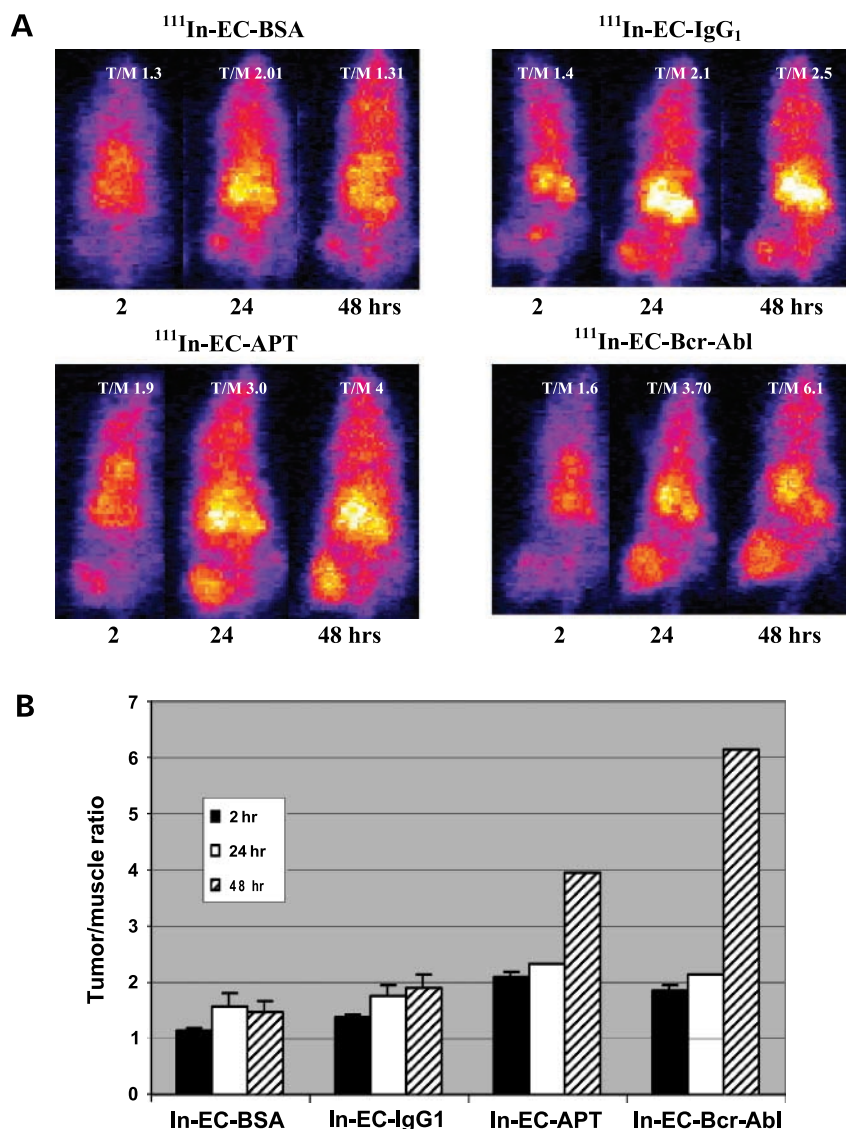 A
¹¹¹In-EC-BSA
T/M 1.3 T/M 2.01 T/M 1.31
2 24 48 hrs
¹¹¹In-EC-IgG₁
T/M 1.4 T/M 2.1 T/M 2.5
2 24 48 hrs
¹¹¹In-EC-APT
T/M 1.9 T/M 3.0 T/M 4
2 24 48 hrs
¹¹¹In-EC-Bcr-Abl
T/M 1.6 T/M 3.70 T/M 6.1
2 24 48 hrs
B
Tumor/muscle ratio
7
6
5
4
3
2
1
0
2 hr
24 hr
48 hr
In-EC-BSA In-EC-IgG1 In-EC-APT In-EC-Bcr-Abl